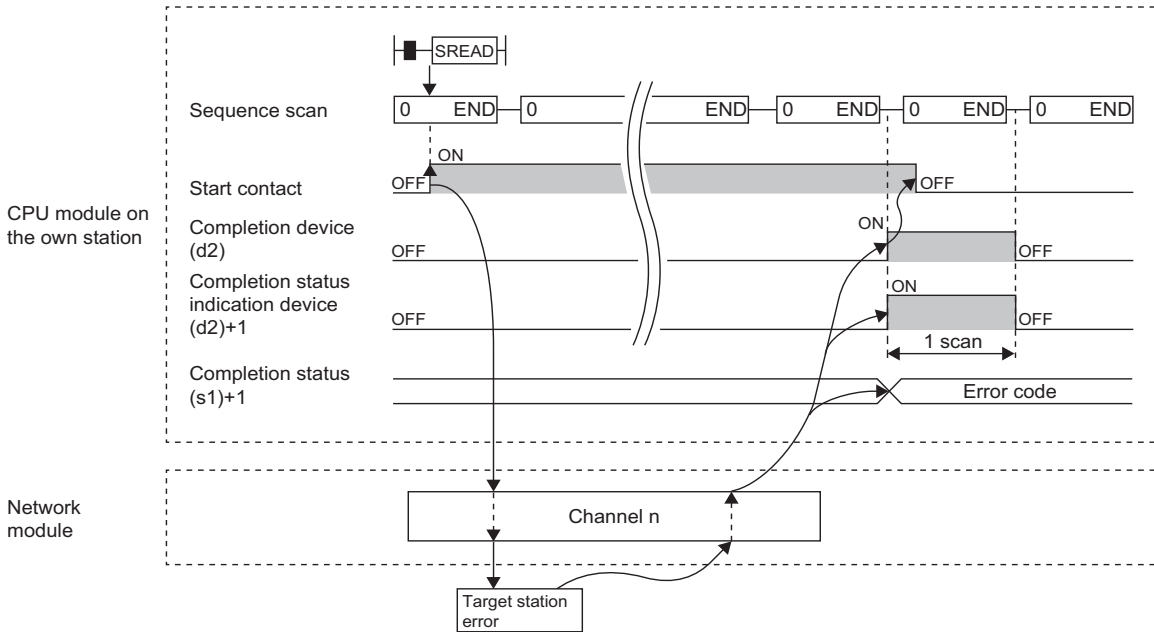 SREAD
Sequence scan
0 END 0 END 0 END 0 END 0 END
ON
Start contact
OFF
OFF
CPU module on
the own station
Completion device
(d2)
ON
OFF
OFF
Completion status
indication device
(d2)+1
ON
OFF
OFF
1 scan
Completion status
(s1)+1
Error code
Network
module
Channel n
Target station
error